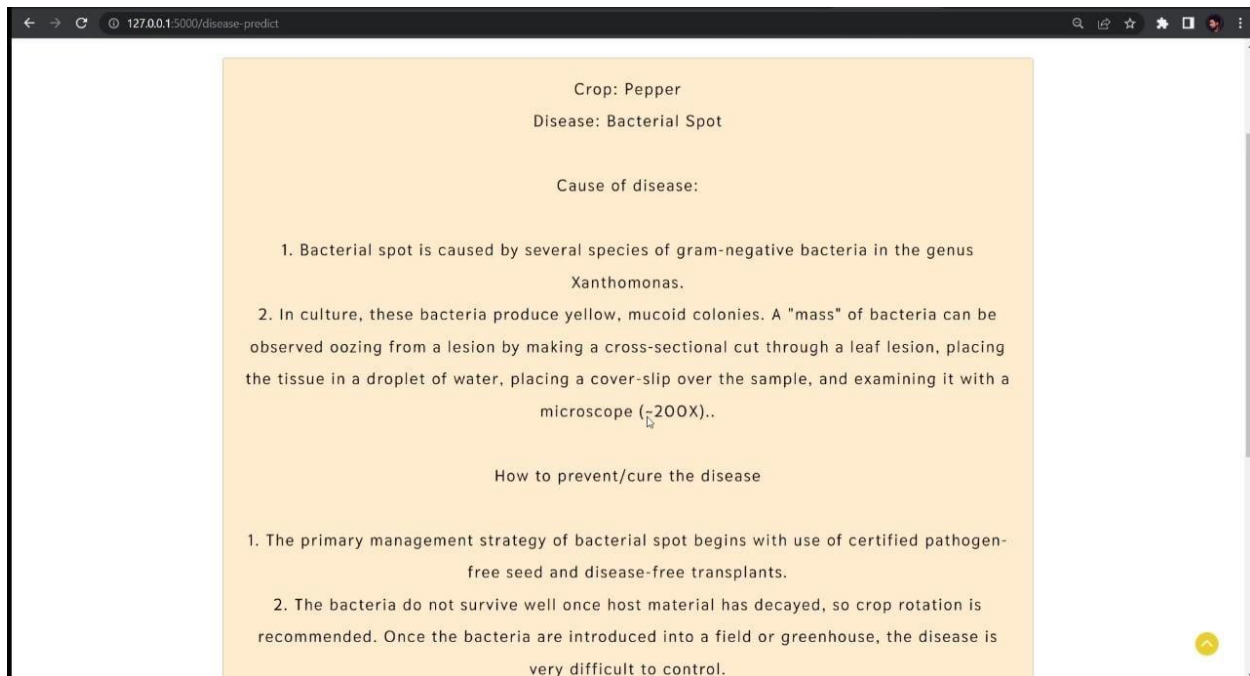 127.0.0.1:5000/disease-predict
Crop: Pepper
Disease: Bacterial Spot
Cause of disease:
1. Bacterial spot is caused by several species of gram-negative bacteria in the genus
Xanthomonas.
2. In culture, these bacteria produce yellow, mucoid colonies. A "mass" of bacteria can be
observed oozing from a lesion by making a cross-sectional cut through a leaf lesion, placing
the tissue in a droplet of water, placing a cover-slip over the sample, and examining it with a
microscope (~200X)..
How to prevent/cure the disease
1. The primary management strategy of bacterial spot begins with use of certified pathogen-
free seed and disease-free transplants.
2. The bacteria do not survive well once host material has decayed, so crop rotation is
recommended. Once the bacteria are introduced into a field or greenhouse, the disease is
very difficult to control.